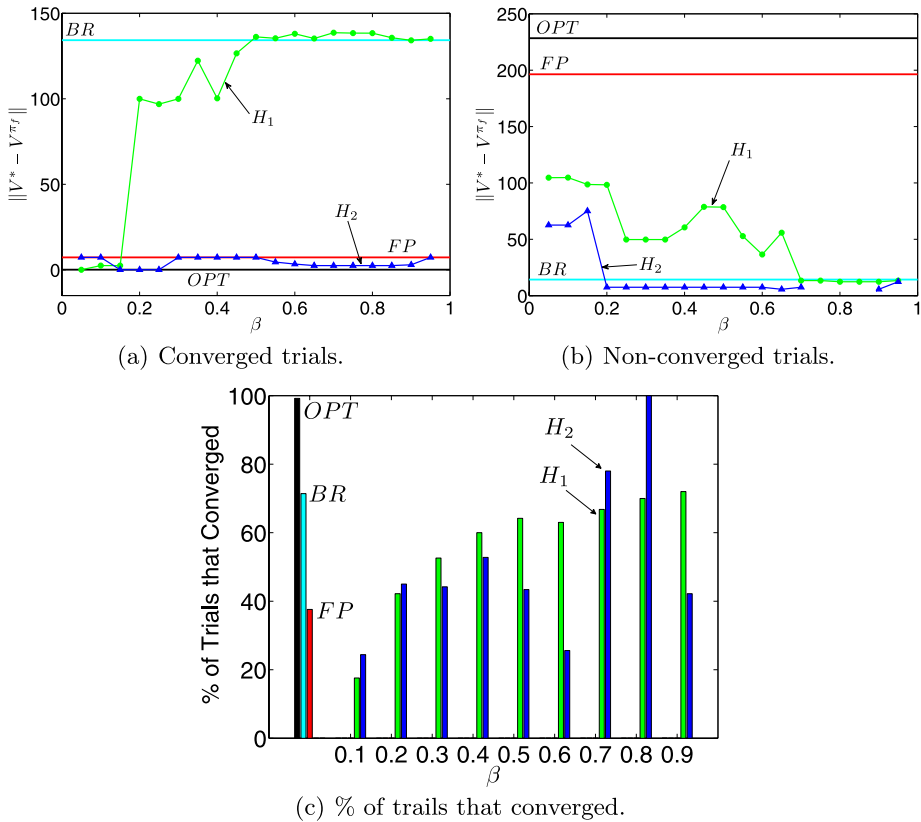 150
100
50
0
‖V* − V^{π_f}‖
BR
H₁
H₂
FP
OPT
0 0.2 0.4 0.6 0.8 1
β
(a) Converged trials.
250
200
150
100
50
0
‖V* − V^{π_f}‖
OPT
FP
H₁
BR
H₂
0 0.2 0.4 0.6 0.8 1
β
(b) Non-converged trials.
100
80
60
40
20
0
% of Trials that Converged
OPT
BR
FP
H₂
H₁
0.1 0.2 0.3 0.4 0.5 0.6 0.7 0.8 0.9
β
(c) % of trails that converged.